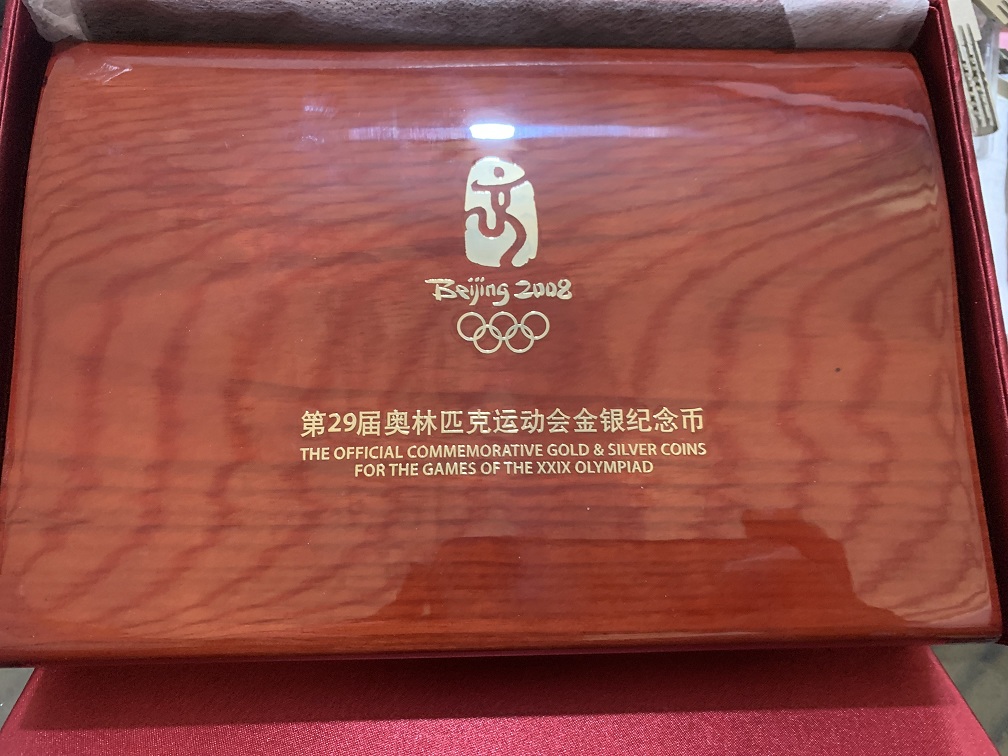 Beijing 2008
第29届奥林匹克运动会金银纪念币
THE OFFICIAL COMMEMORATIVE GOLD & SILVER COINS
FOR THE GAMES OF THE XXIX OLYMPIAD